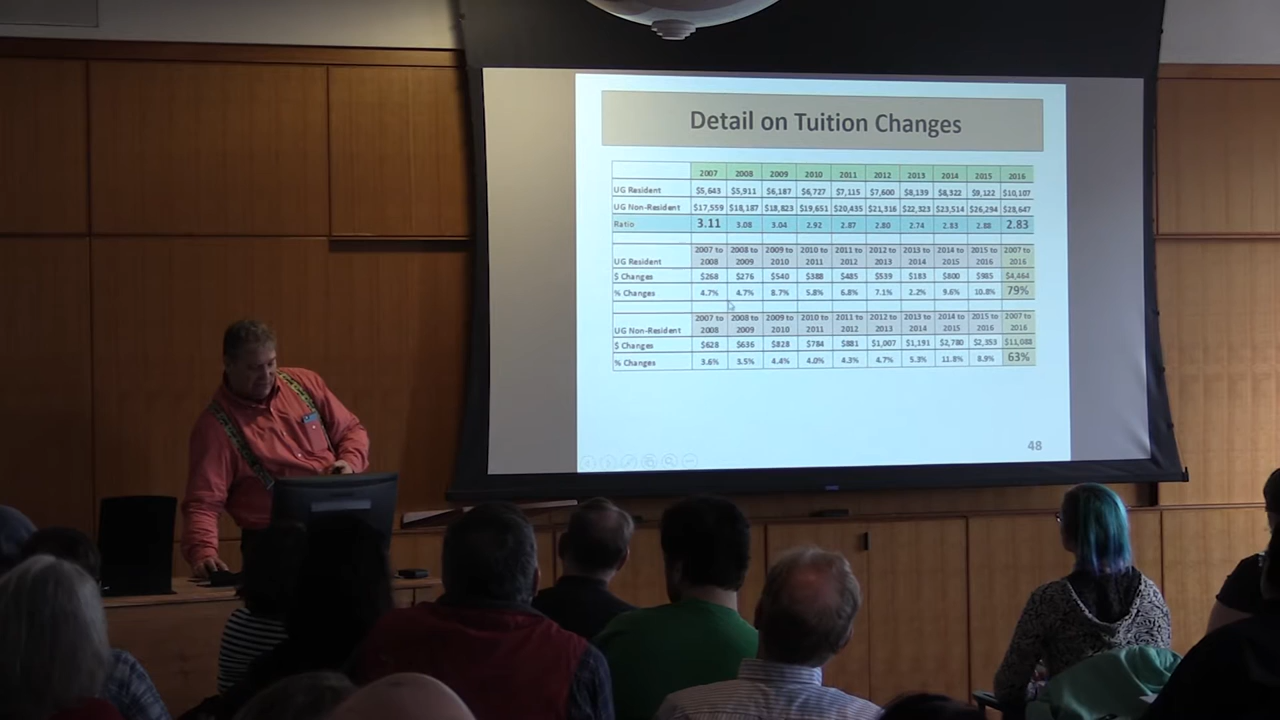 Detail on Tuition Changes
2007 2008 2009 2010 2011 2012 2013 2014 2015 2016
UG Resident $5,643 $5,911 $6,187 $6,727 $7,115 $7,600 $8,139 $8,322 $9,122 $10,107
UG Non-Resident $17,559 $18,187 $18,823 $19,651 $20,435 $21,316 $22,323 $23,514 $26,294 $28,647
Ratio 3.11 3.08 3.04 2.92 2.87 2.80 2.74 2.83 2.88 2.83
2007 to 2008 to 2009 to 2010 to 2011 to 2012 to 2013 to 2014 to 2015 to 2007 to
UG Resident 2008 2009 2010 2011 2012 2013 2014 2015 2016 2016
$ Changes $268 $276 $540 $388 $485 $539 $183 $800 $985 $4,464
% Changes 4.7% 4.7% 8.7% 5.8% 6.8% 7.1% 2.2% 9.6% 10.8% 79%
2007 to 2008 to 2009 to 2010 to 2011 to 2012 to 2013 to 2014 to 2015 to 2007 to
UG Non-Resident 2008 2009 2010 2011 2012 2013 2014 2015 2016 2016
$ Changes $628 $636 $828 $784 $881 $1,007 $1,191 $2,780 $2,353 $11,088
% Changes 3.6% 3.5% 4.4% 4.0% 4.3% 4.7% 5.3% 11.8% 8.9% 63%
48